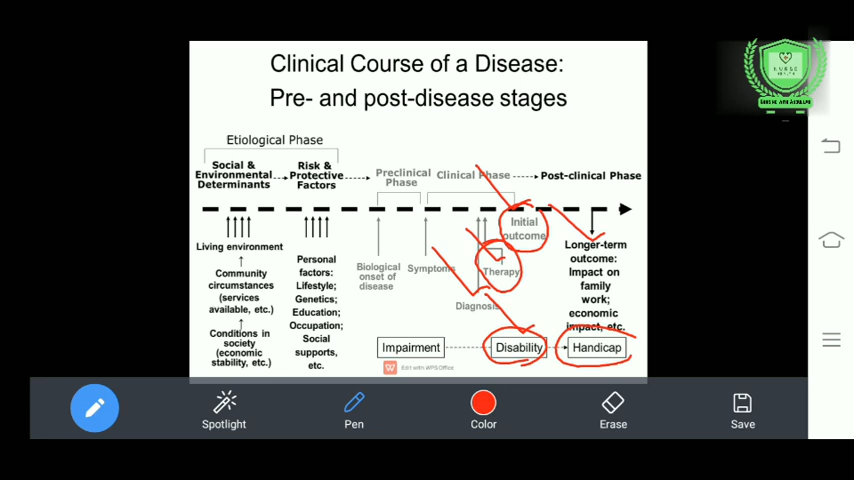 Clinical Course of a Disease:
Pre- and post-disease stages
Etiological Phase
Social &
Environmental
Determinants
Risk &
Protective
Factors
Preclinical
Phase
Clinical Phase
Post-clinical Phase
Living environment
Community
circumstances
(services
available, etc.)
Conditions in
society
(economic
stability, etc.)
Personal
factors:
Lifestyle;
Genetics;
Education;
Occupation;
Social
supports,
etc.
Biological
onset of
disease
Symptoms
Diagnosis
Therapy
Initial
outcome
Longer-term
outcome:
Impact on
family
work;
economic
impact, etc.
Impairment
Disability
Handicap
Edit with WPS Office
NURSE
Spotlight
Pen
Color
Erase
Save